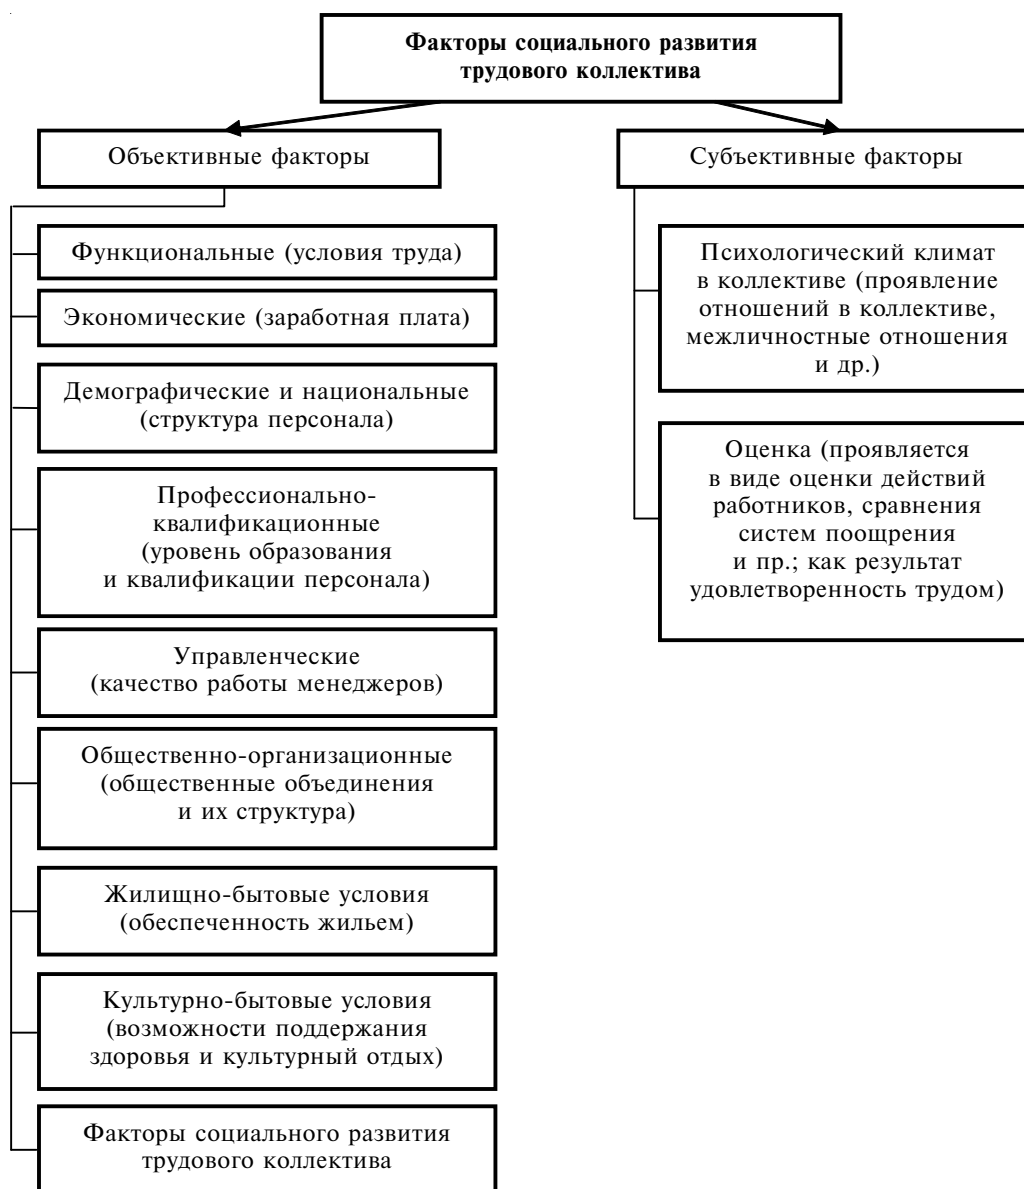 Факторы социального развития
трудового коллектива
Объективные факторы
Функциональные (условия труда)
Экономические (заработная плата)
Демографические и национальные
(структура персонала)
Профессионально-
квалификационные
(уровень образования
и квалификации персонала)
Управленческие
(качество работы менеджеров)
Общественно-организационные
(общественные объединения
и их структура)
Жилищно-бытовые условия
(обеспеченность жильем)
Культурно-бытовые условия
(возможности поддержания
здоровья и культурный отдых)
Факторы социального развития
трудового коллектива
Субъективные факторы
Психологический климат
в коллективе (проявление
отношений в коллективе,
межличностные отношения
и др.)
Оценка (проявляется
в виде оценки действий
работников, сравнения
систем поощрения
и пр.; как результат
удовлетворенность трудом)